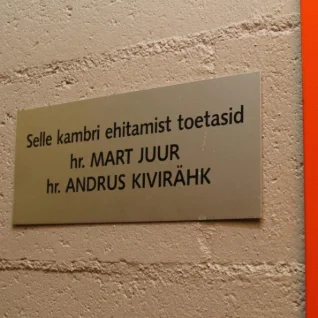 Selle kambri ehitamist toetasid
hr. MART JUUR
hr. ANDRUS KIVIRÄHK